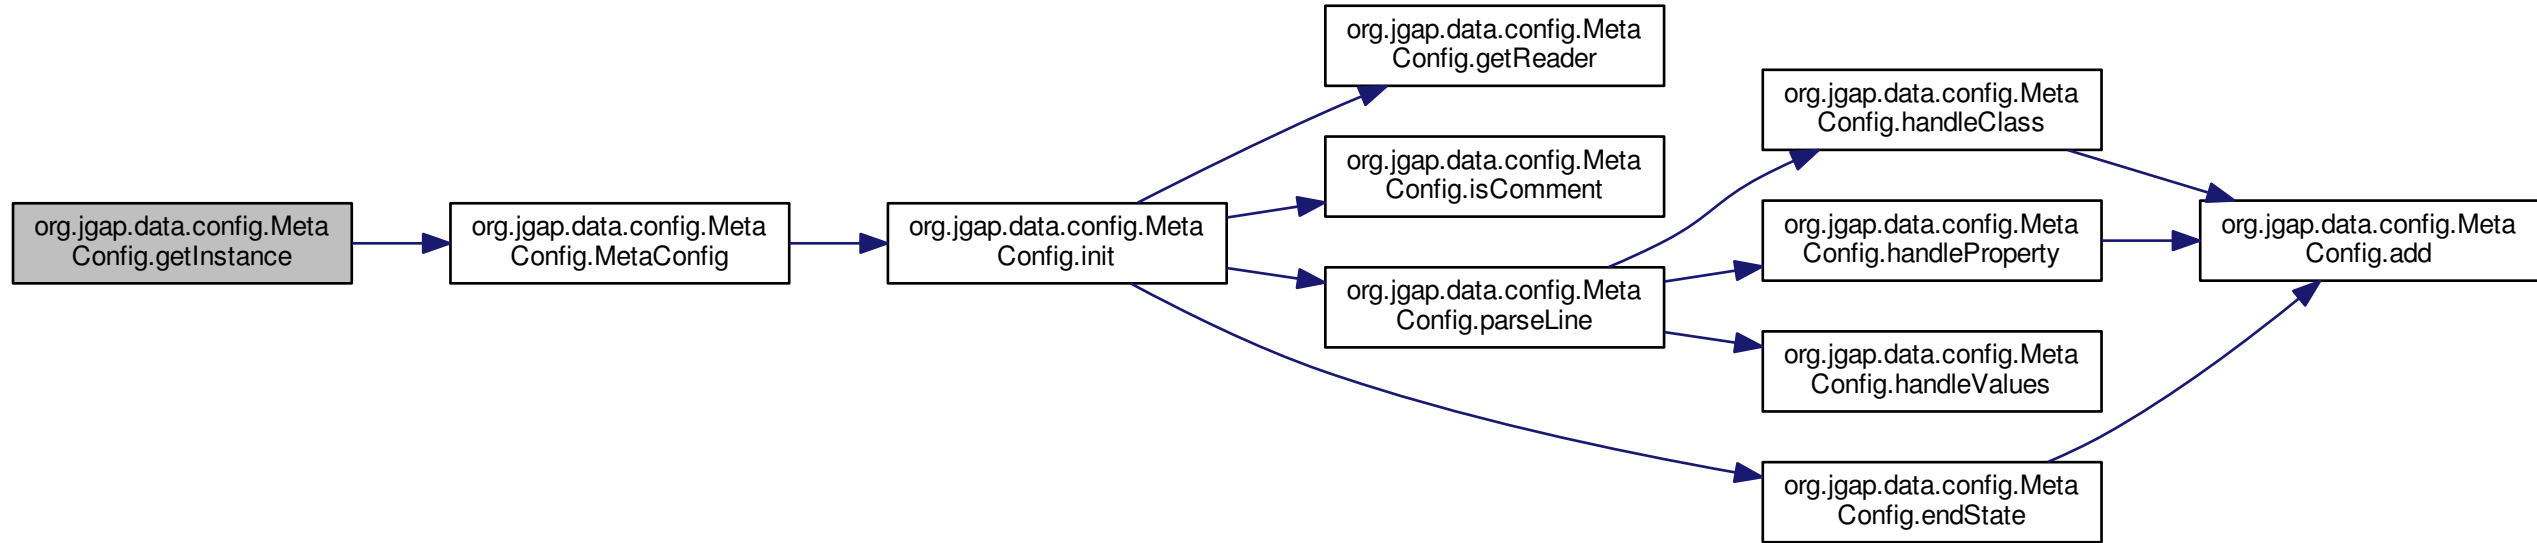 org.jgap.data.config.Meta
Config.getInstance
org.jgap.data.config.Meta
Config.MetaConfig
org.jgap.data.config.Meta
Config.init
org.jgap.data.config.Meta
Config.getReader
org.jgap.data.config.Meta
Config.isComment
org.jgap.data.config.Meta
Config.parseLine
org.jgap.data.config.Meta
Config.handleClass
org.jgap.data.config.Meta
Config.handleProperty
org.jgap.data.config.Meta
Config.handleValues
org.jgap.data.config.Meta
Config.endState
org.jgap.data.config.Meta
Config.add